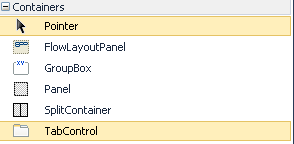 Containers
Pointer
FlowLayoutPanel
GroupBox
Panel
SplitContainer
TabControl